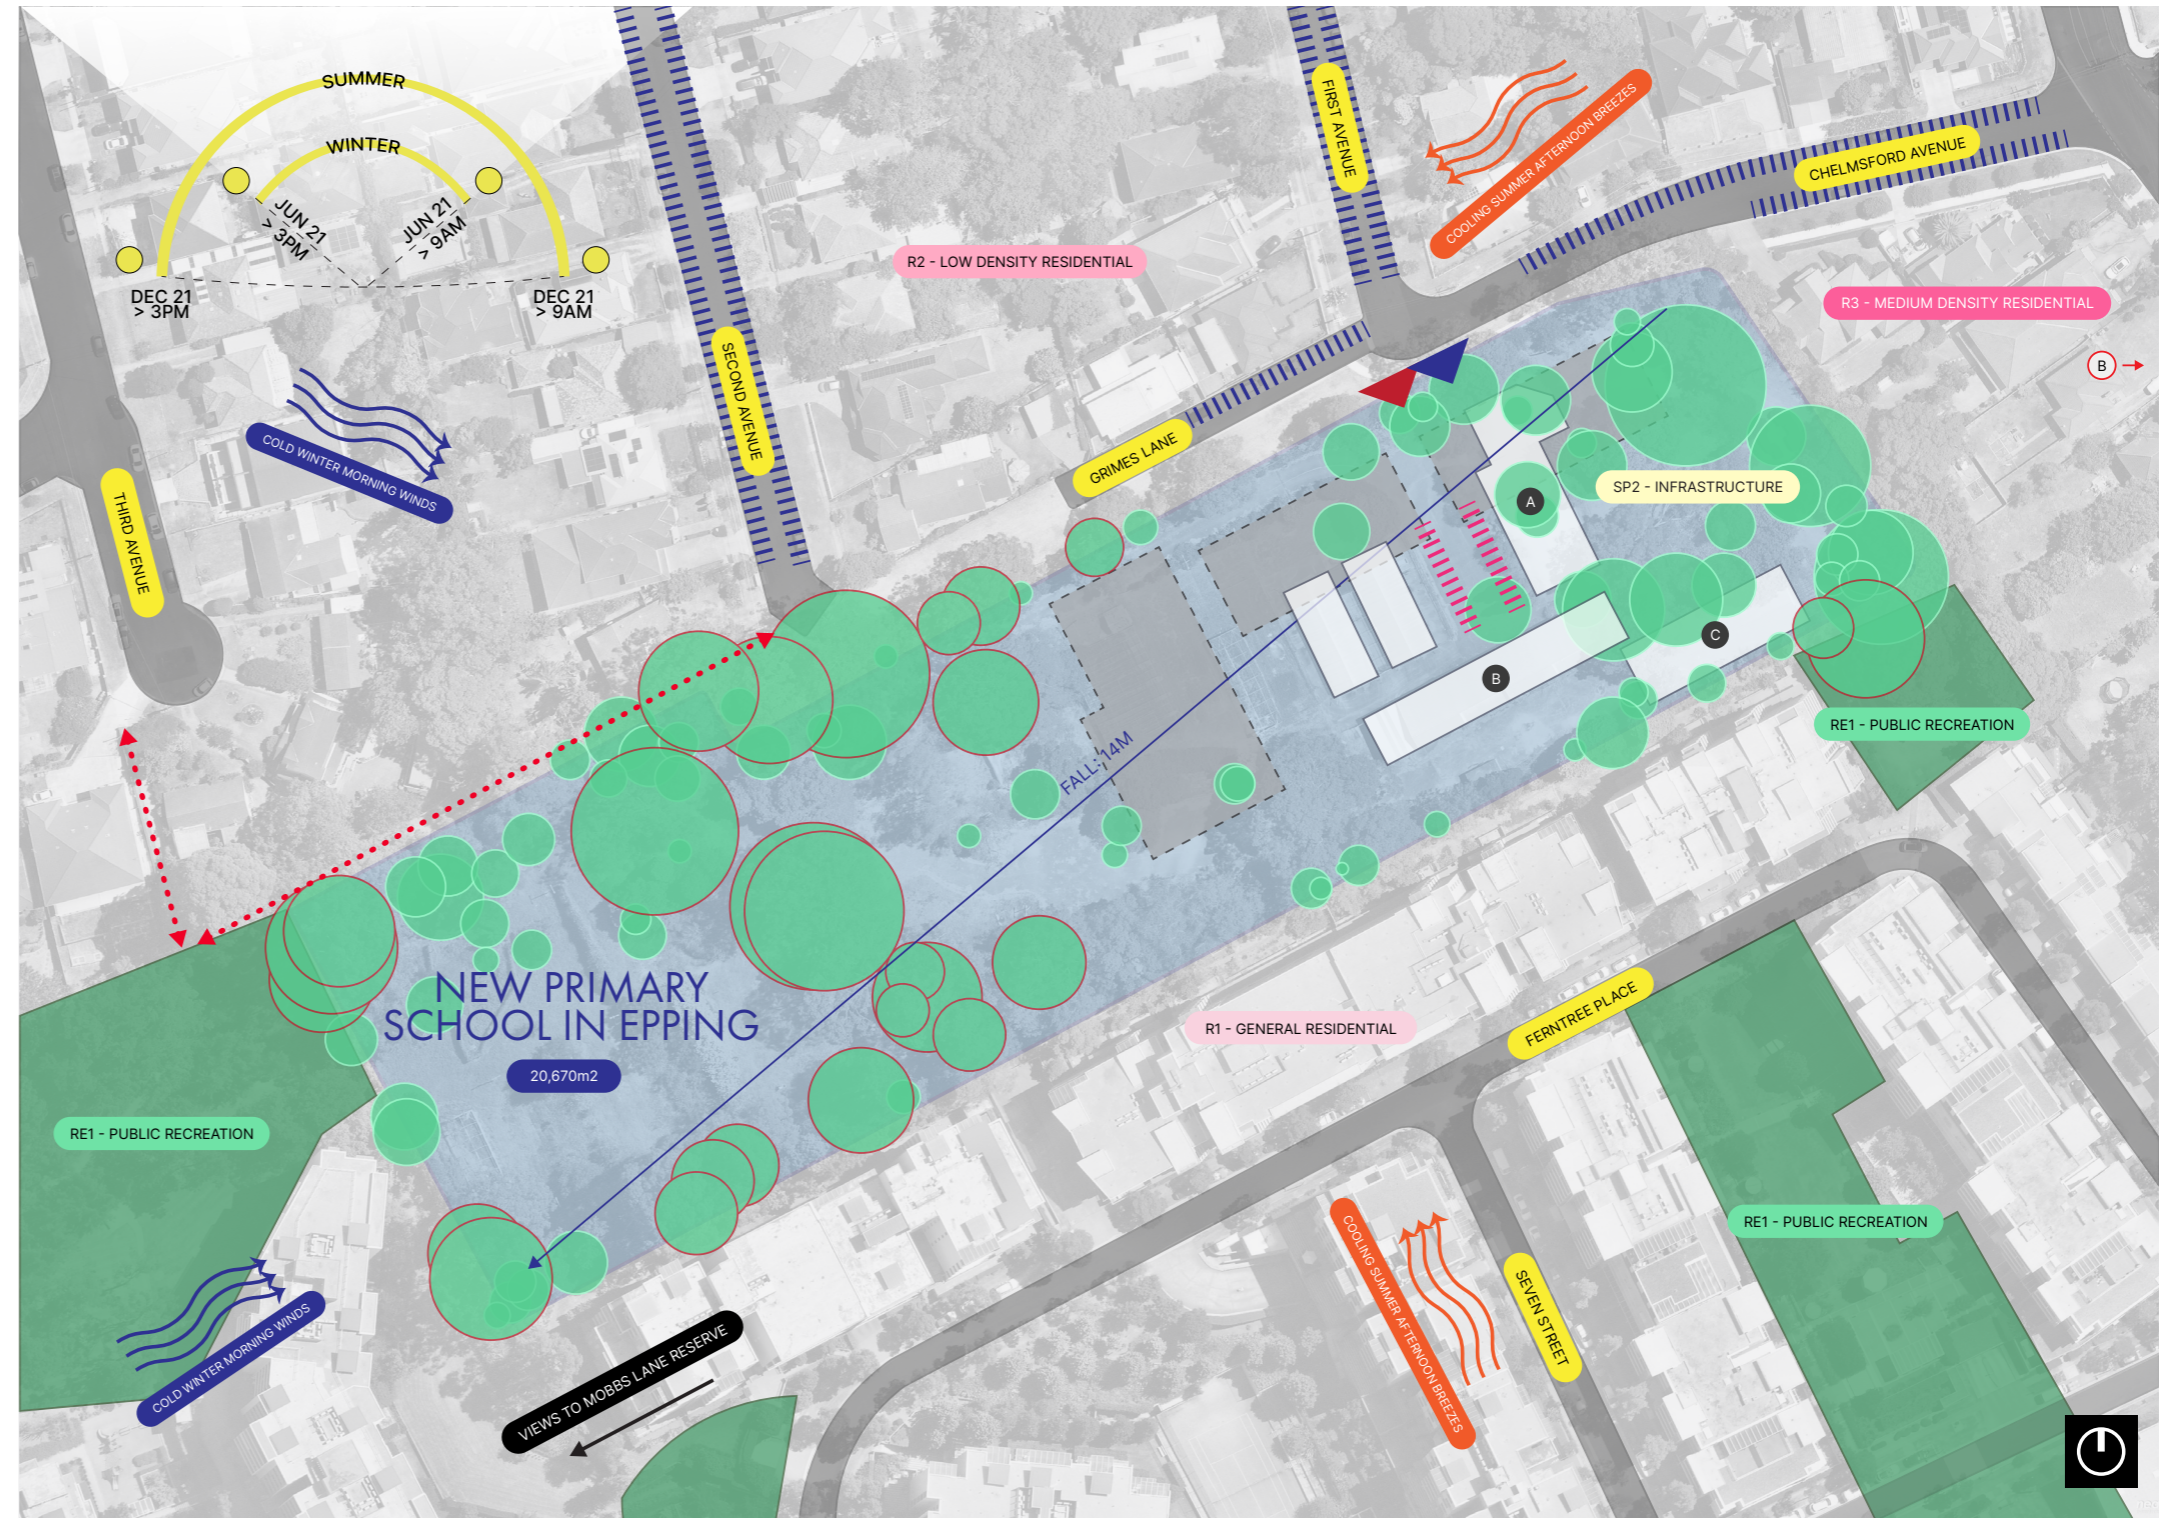 SUMMER
WINTER
JUN 21
> 3PM
JUN 21
> 9AM
DEC 21
> 3PM
DEC 21
> 9AM
FIRST AVENUE
COOLING SUMMER AFTERNOON BREEZES
CHELMSFORD AVENUE
R2 - LOW DENSITY RESIDENTIAL
R3 - MEDIUM DENSITY RESIDENTIAL
B
SECOND AVENUE
COLD WINTER MORNING WINDS
GRIMES LANE
THIRD AVENUE
SP2 - INFRASTRUCTURE
A
B
C
RE1 - PUBLIC RECREATION
FALL: 14M
NEW PRIMARY
SCHOOL IN EPPING
20,670m2
R1 - GENERAL RESIDENTIAL
FERNTREE PLACE
RE1 - PUBLIC RECREATION
RE1 - PUBLIC RECREATION
COLD WINTER MORNING WINDS
VIEWS TO MOBBS LANE RESERVE
COOLING SUMMER AFTERNOON BREEZES
SEVEN STREET